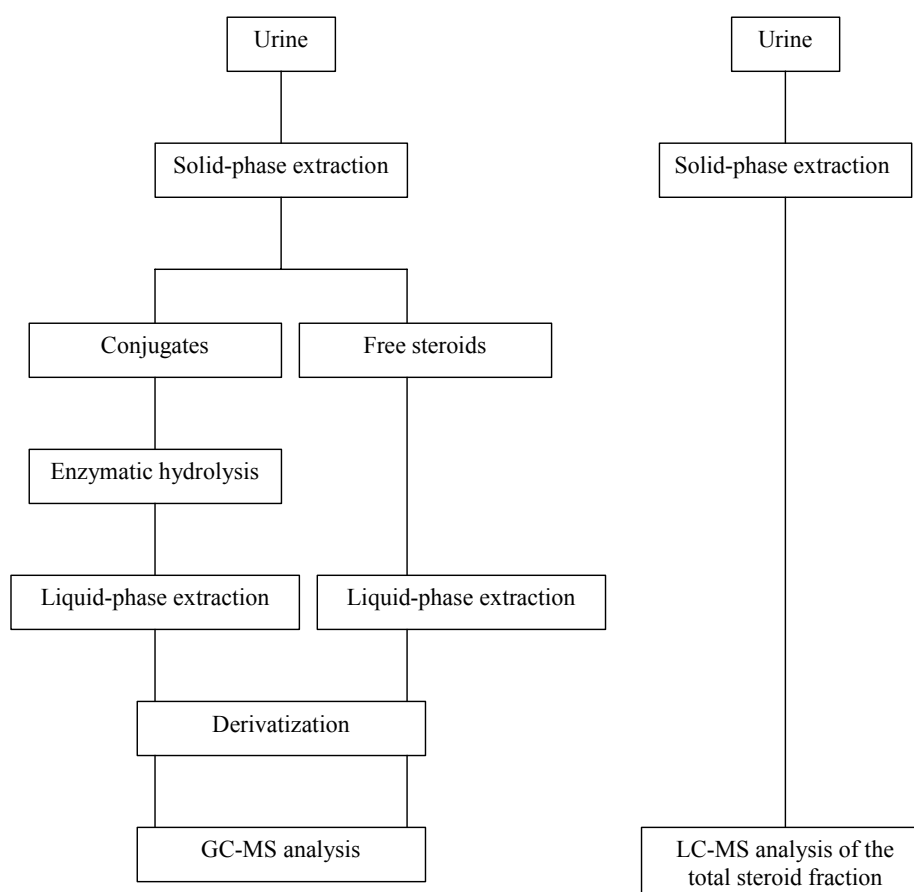 Urine
Urine
Solid-phase extraction
Solid-phase extraction
Conjugates
Free steroids
Enzymatic hydrolysis
Liquid-phase extraction
Liquid-phase extraction
Derivatization
GC-MS analysis
LC-MS analysis of the
total steroid fraction